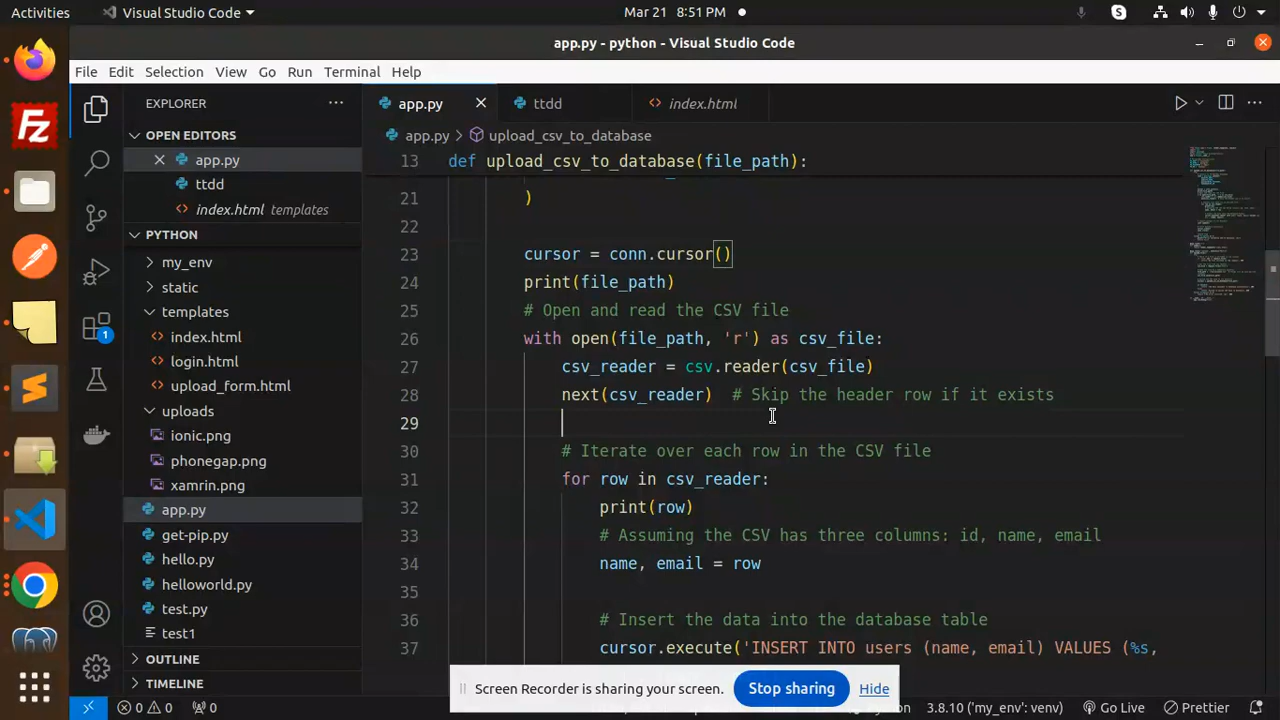 Activities
Visual Studio Code
Mar 21 8:51 PM
app.py - python - Visual Studio Code
File Edit Selection View Go Run Terminal Help
EXPLORER
app.py
ttdd
index.html
app.py > upload_csv_to_database
OPEN EDITORS
app.py
ttdd
index.html templates
PYTHON
my_env
static
templates
index.html
login.html
upload_form.html
uploads
ionic.png
phonegap.png
xamrin.png
app.py
get-pip.py
hello.py
helloworld.py
test.py
test1
OUTLINE
TIMELINE
13 def upload_csv_to_database(file_path):
21 )
22
23 cursor = conn.cursor()
24 print(file_path)
25 # Open and read the CSV file
26 with open(file_path, 'r') as csv_file:
27 csv_reader = csv.reader(csv_file)
28 next(csv_reader)  # Skip the header row if it exists
29
30 # Iterate over each row in the CSV file
31 for row in csv_reader:
32 print(row)
33 # Assuming the CSV has three columns: id, name, email
34 name, email = row
35
36 # Insert the data into the database table
37 cursor.execute('INSERT INTO users (name, email) VALUES (%s,
Screen Recorder is sharing your screen.
Stop sharing
Hide
0 0 0
3.8.10 ('my_env': venv)
Go Live
Prettier